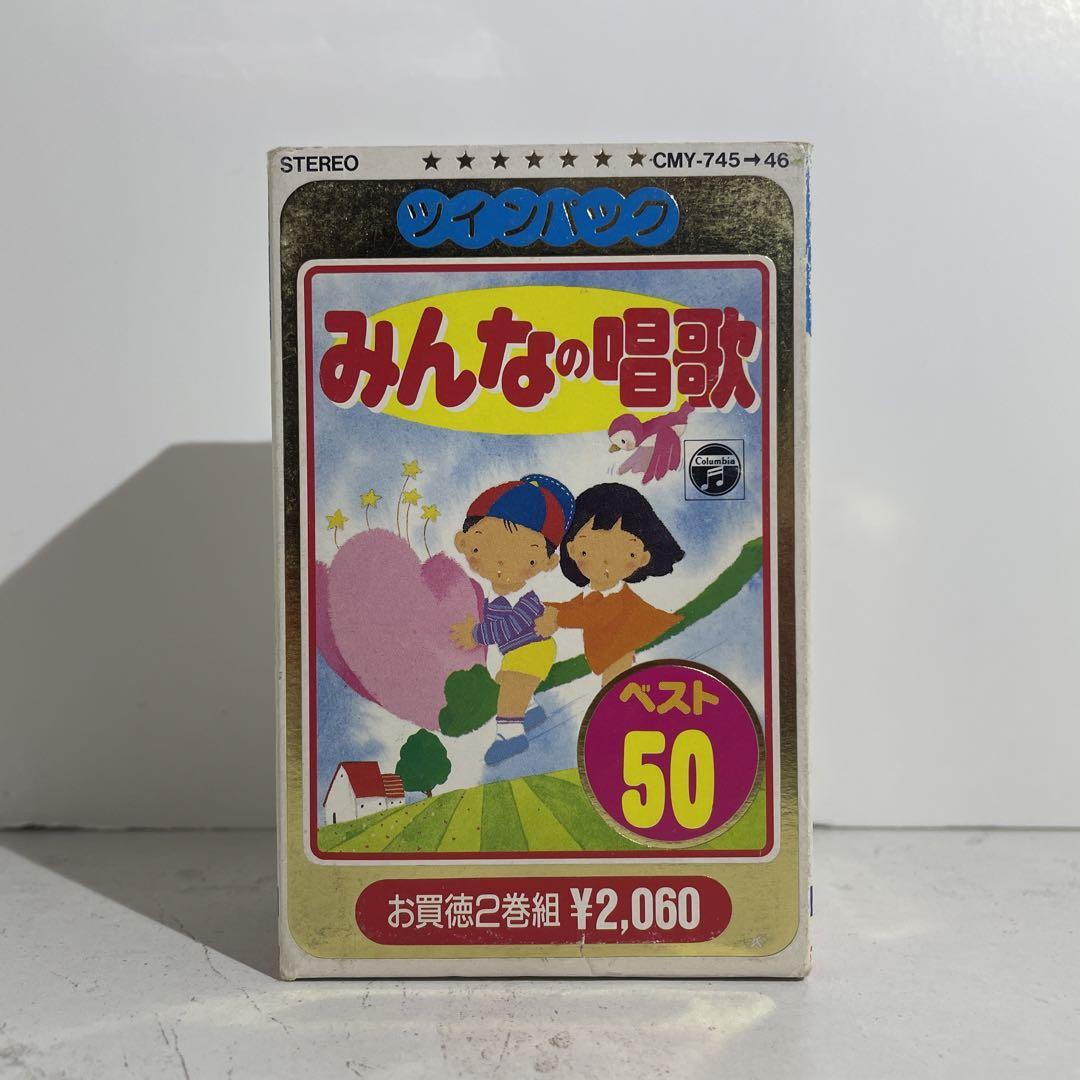 STEREO ★ ★ ★ ★ ★ ★ ★ CMY-745→46
ツインパック
みんなの唱歌
Columbia
ベスト
50
お買徳2巻組 ¥2,060